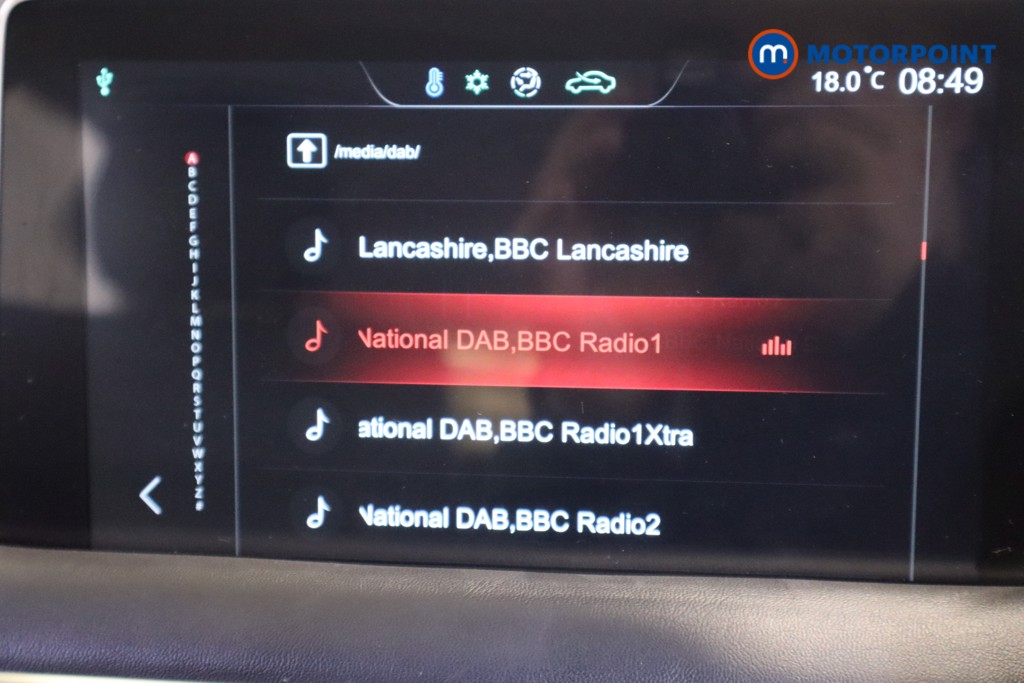 m MOTORPOINT
18.0°C 08:49
/media/dab/
A
B
C
D
E
F
G
H
I
J
K
L
M
N
O
P
Q
R
S
T
U
V
W
X
Y
Z
#
Lancashire,BBC Lancashire
National DAB,BBC Radio1
ational DAB,BBC Radio1Xtra
National DAB,BBC Radio2